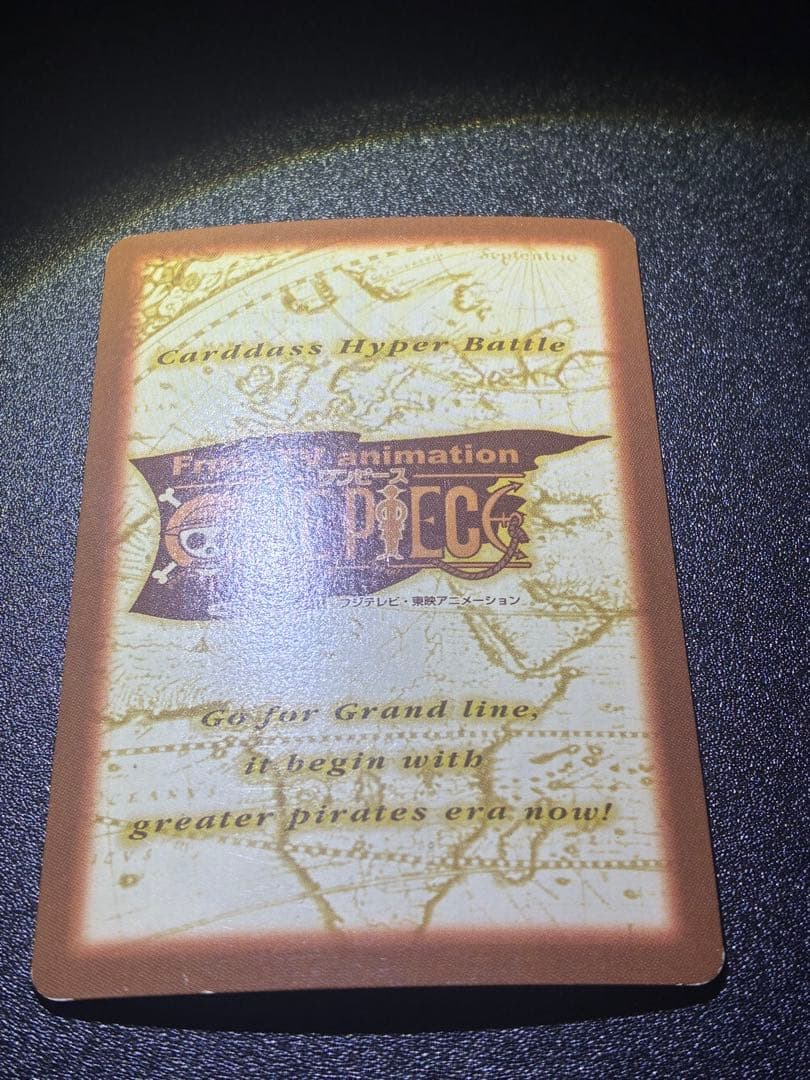 Septentrio
Carddass Hyper Battle
animation
ワンピース
PIECE
フジテレビ・東映アニメーション
Go for Grand line,
it begin with
greater pirates era now!